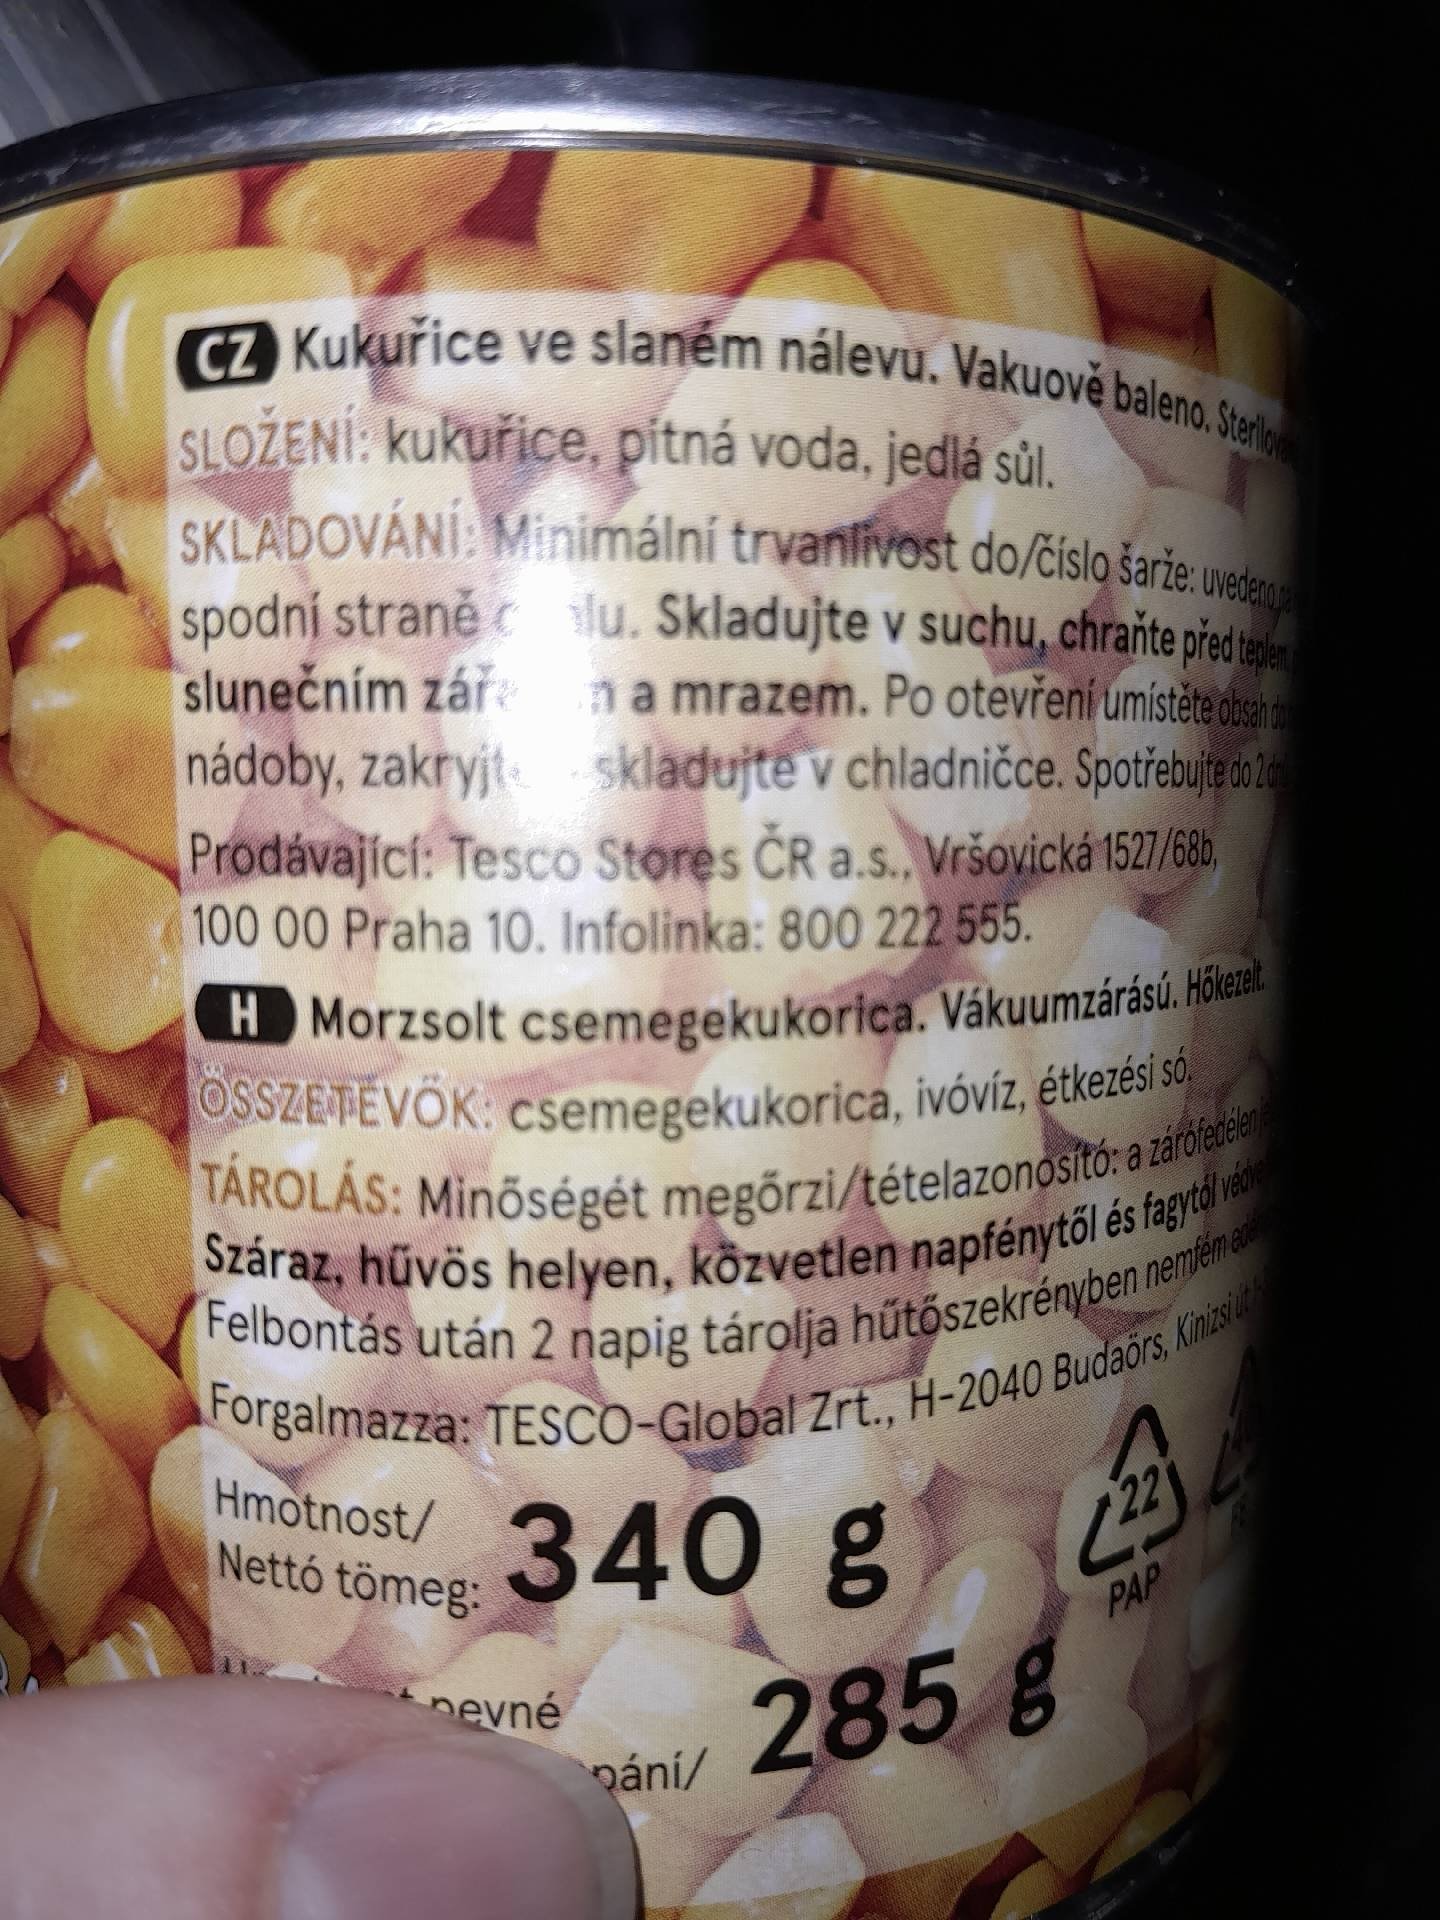 CZ Kukuřice ve slaném nálevu. Vakuově baleno.
SLOŽENÍ: kukuřice, pitná voda, jedlá sůl.
SKLADOVÁNÍ: Minimální trvanlivost do/číslo šarže: uvedeno na
spodní straně Skladujte v suchu, chraňte před teplem,
slunečním a mrazem. Po otevření umístěte obsah do
nádoby, skladujte v chladničce. Spotřebujte do 2
Prodávající: Tesco Stores ČR a.s., Vršovická 1527/68b,
100 00 Praha 10. Infolinka: 800 222 555.
H Morzsolt csemegekukorica. Vákuumzárású. Hőkezelt.
ÖSSZETEVŐK: csemegekukorica, ivóvíz, étkezési só.
TÁROLÁS: Minőségét megőrzi/tételazonosító: a zárófedélen
Száraz, hűvös helyen, közvetlen napfénytől és fagytól
Felbontás után 2 napig tárolja hűtőszekrényben nemfém
Forgalmazza: TESCO-Global Zrt., H-2040 Budaörs, Kinizsi út
Hmotnost/
Nettó tömeg: 340 g
22
PAP
pevné
285 g